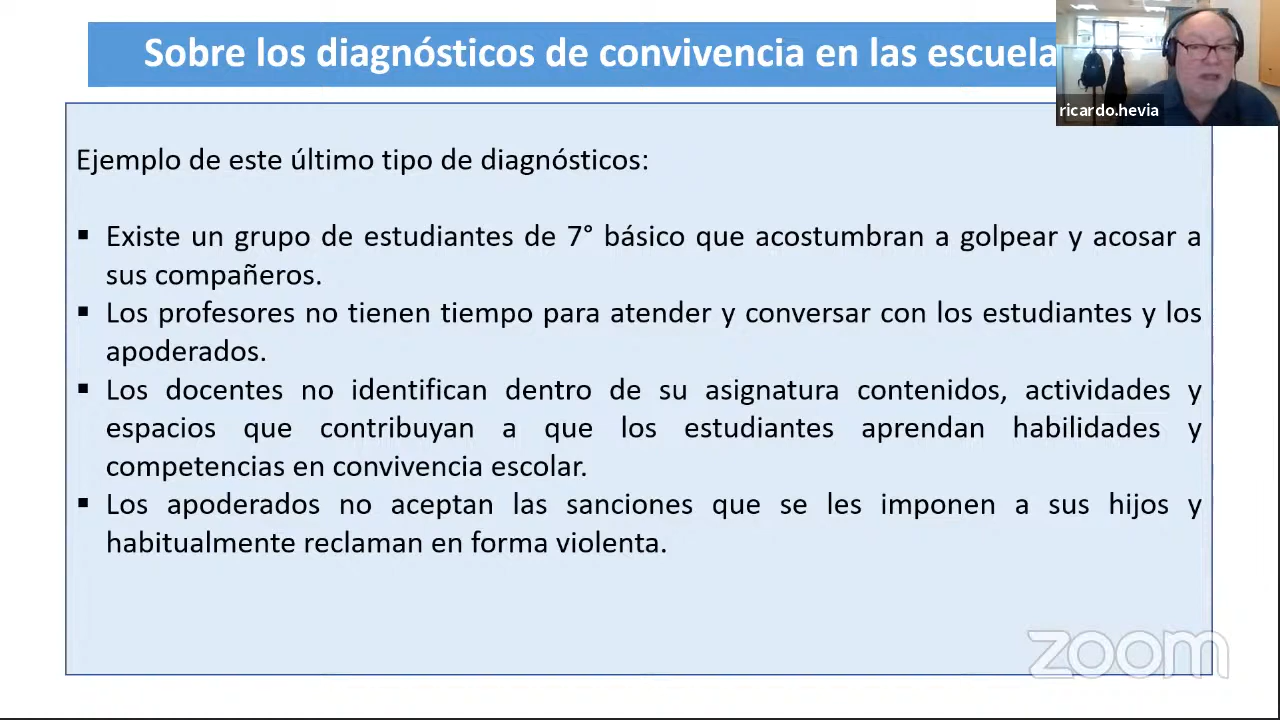 Sobre los diagnósticos de convivencia en las escuela
ricardo.hevia
Ejemplo de este último tipo de diagnósticos:
▪ Existe un grupo de estudiantes de 7° básico que acostumbran a golpear y acosar a
sus compañeros.
▪ Los profesores no tienen tiempo para atender y conversar con los estudiantes y los
apoderados.
▪ Los docentes no identifican dentro de su asignatura contenidos, actividades y
espacios que contribuyan a que los estudiantes aprendan habilidades y
competencias en convivencia escolar.
▪ Los apoderados no aceptan las sanciones que se les imponen a sus hijos y
habitualmente reclaman en forma violenta.
zoom